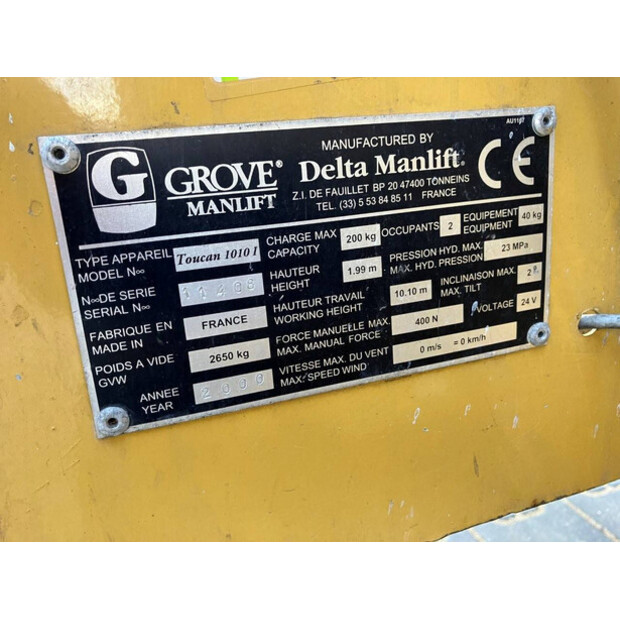 AU1107
G GROVE® MANLIFT
MANUFACTURED BY
Delta Manlift®
Z.I. DE FAUILLET BP 20 47400 TONNEINS
TEL. (33) 5 53 84 85 11 FRANCE
CE
TYPE APPAREIL
MODEL N∞
Toucan 1010 I
N∞DE SERIE
SERIAL N∞
FABRIQUE EN
MADE IN
FRANCE
POIDS A VIDE
GVW
2650 kg
ANNEE
YEAR
2000
CHARGE MAX
CAPACITY
200 kg
OCCUPANTS
2
EQUIPEMENT
EQUIPMENT
40 kg
HAUTEUR
HEIGHT
1.99 m
PRESSION HYD. MAX.
MAX. HYD. PRESSION
23 MPa
HAUTEUR TRAVAIL
WORKING HEIGHT
10.10 m
INCLINAISON MAX.
MAX. TILT
2°
FORCE MANUELLE MAX.
MAX. MANUAL FORCE
400 N
VOLTAGE
24 V
VITESSE MAX. DU VENT
MAX. SPEED WIND
0 m/s = 0 km/h